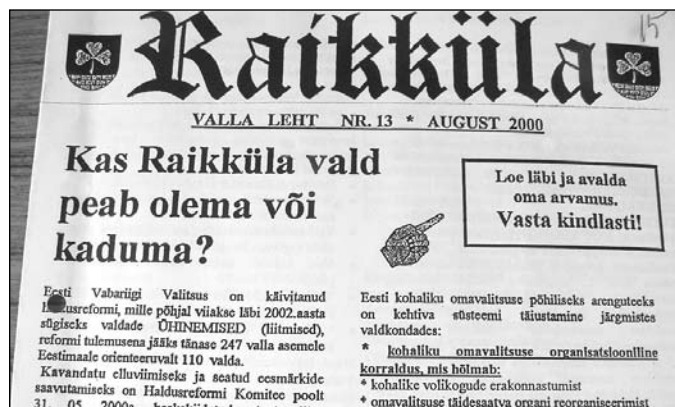 15
Raikküla
VALLA LEHT NR. 13 * AUGUST 2000
Kas Raikküla vald
peab olema või
kaduma?
Loe läbi ja avalda
oma arvamus.
Vasta kindlasti!
Eesti Vabariigi Valitsus on käivitanud
mille põhjal viiakse läbi 2002.aasta
sügiseks valdade ÜHINEMISED (liitmised),
reformi tulemusena jääks tänase 247 valla asemele
Eestimaale orienteeruvalt 110 valda.
Kavandatu elluviimiseks ja seatud eesmärkide
saavutamiseks on Haldusreformi Komitee poolt
31. 05. 2000a.
Eesti kohaliku omavalitsuse põhiliseks arenguteeks
on kehtiva süsteemi täiustamine järgmistes
valdkondades:
* kohaliku omavalitsuse organisatsiooniline
korraldus, mis hõlmab:
* kohalike volikogude erakonnastumist
* omavalitsuse täidesaatva organi reorganiseerimist